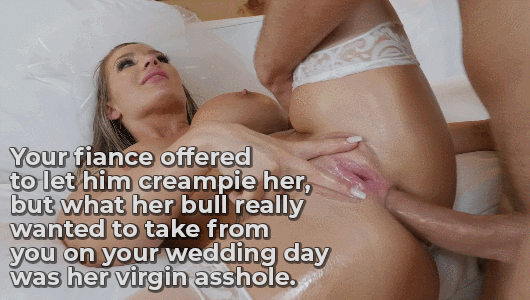 Your fiance offered
to let him creampie her,
but what her bull really
wanted to take from
you on your wedding day
was her virgin asshole.